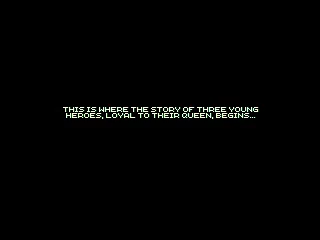 THIS IS WHERE THE STORY OF THREE YOUNG
HEROES, LOYAL TO THEIR QUEEN, BEGINS...